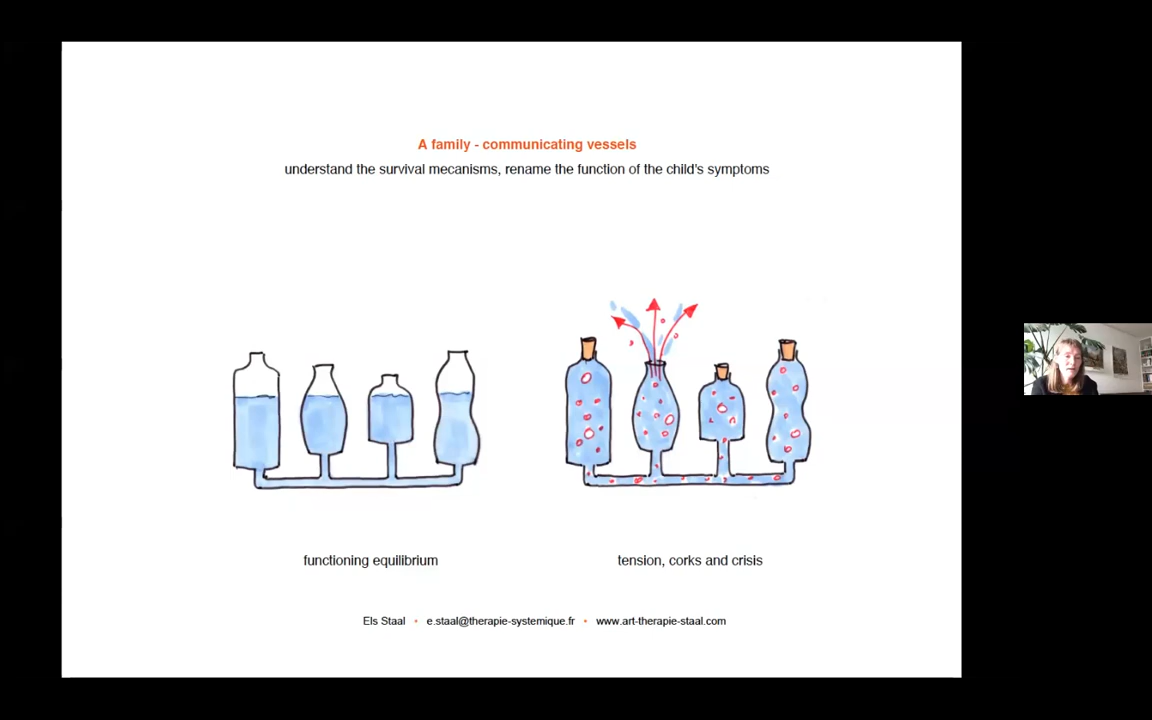 A family - communicating vessels
understand the survival mecanisms, rename the function of the child's symptoms
functioning equilibrium
tension, corks and crisis
Els Staal • e.staal@therapie-systemique.fr • www.art-therapie-staal.com